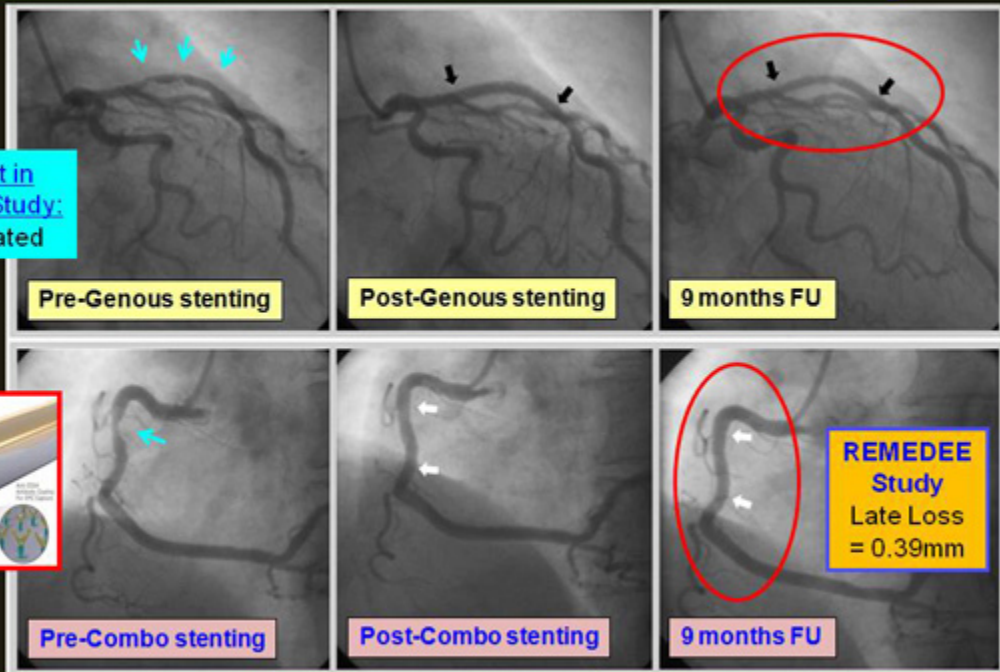 Pre-Genous stenting
Post-Genous stenting
9 months FU
t in
Study:
ated
Pre-Combo stenting
Post-Combo stenting
9 months FU
REMEDEE
Study
Late Loss
= 0.39mm